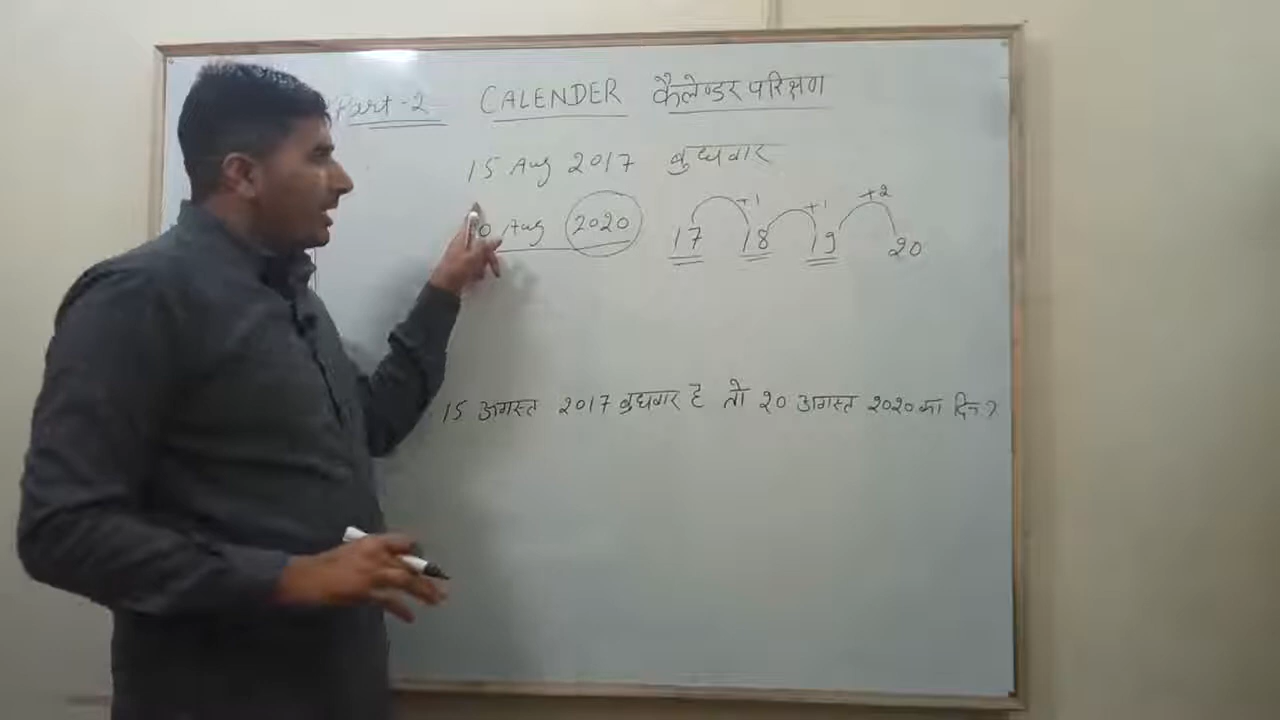 Part-2 CALENDER कैलेण्डर परिक्षण
15 Aug 2017 बुधवार
20 Aug 2020
+1 +1 +2
17 18 19 20
15 अगस्त 2017 बुधवार है तो 20 अगस्त 2020 का दिन?